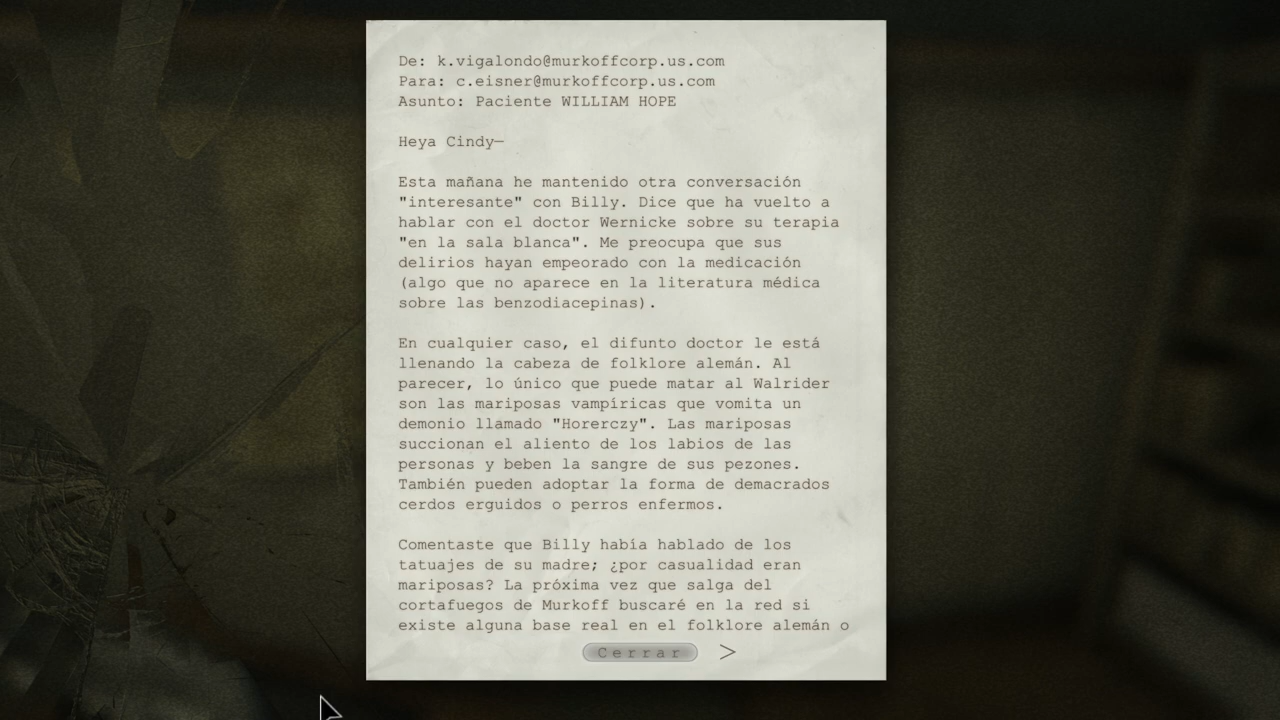 De: k.vigalondo@murkoffcorp.us.com
Para: c.eisner@murkoffcorp.us.com
Asunto: Paciente WILLIAM HOPE
Heya Cindy—
Esta mañana he mantenido otra conversación
"interesante" con Billy. Dice que ha vuelto a
hablar con el doctor Wernicke sobre su terapia
"en la sala blanca". Me preocupa que sus
delirios hayan empeorado con la medicación
(algo que no aparece en la literatura médica
sobre las benzodiacepinas).
En cualquier caso, el difunto doctor le está
llenando la cabeza de folklore alemán. Al
parecer, lo único que puede matar al Walrider
son las mariposas vampíricas que vomita un
demonio llamado "Horerczy". Las mariposas
succionan el aliento de los labios de las
personas y beben la sangre de sus pezones.
También pueden adoptar la forma de demacrados
cerdos erguidos o perros enfermos.
Comentaste que Billy había hablado de los
tatuajes de su madre; ¿por casualidad eran
mariposas? La próxima vez que salga del
cortafuegos de Murkoff buscaré en la red si
existe alguna base real en el folklore alemán o
Cerrar >